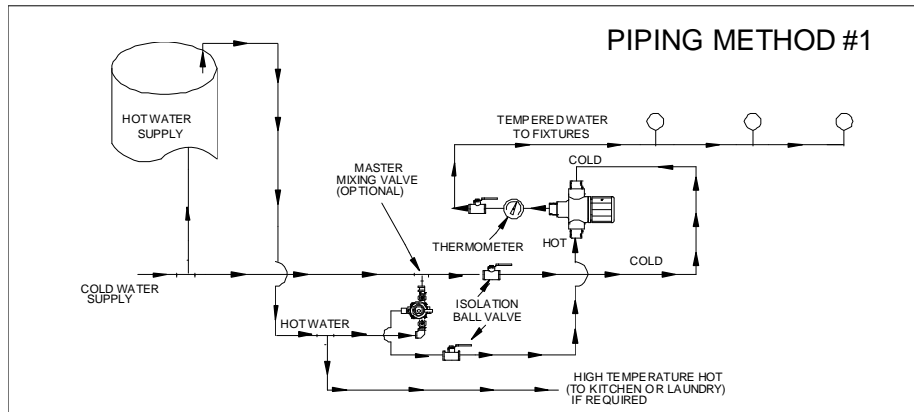 PIPING METHOD #1
HOT WATER
SUPPLY
TEMPERED WATER
TO FIXTURES
COLD
MASTER
MIXING VALVE
(OPTIONAL)
THERMOMETER
HOT
COLD
COLD WATER
SUPPLY
ISOLATION
BALL VALVE
HOT WATER
HIGH TEMPERATURE HOT
(TO KITCHEN OR LAUNDRY)
IF REQUIRED